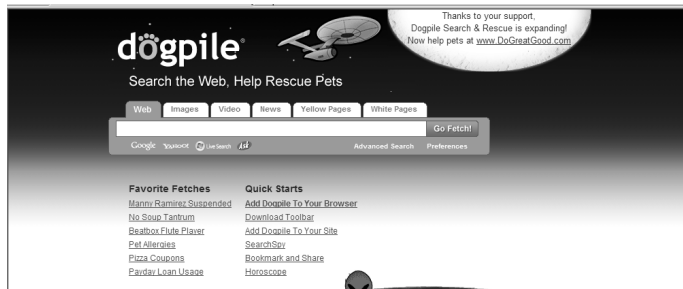 Thanks to your support,
Dogpile Search & Rescue is expanding!
Now help pets at www.DoGreatGood.com
dogpile®
Search the Web, Help Rescue Pets
Web Images Video News Yellow Pages White Pages
Go Fetch!
Google YAHOO! Live Search Ask Advanced Search Preferences
Favorite Fetches
Manny Ramirez Suspended
No Soup Tantrum
Beatbox Flute Player
Pet Allergies
Pizza Coupons
Payday Loan Usage
Quick Starts
Add Dogpile To Your Browser
Download Toolbar
Add Dogpile To Your Site
SearchSpy
Bookmark and Share
Horoscope